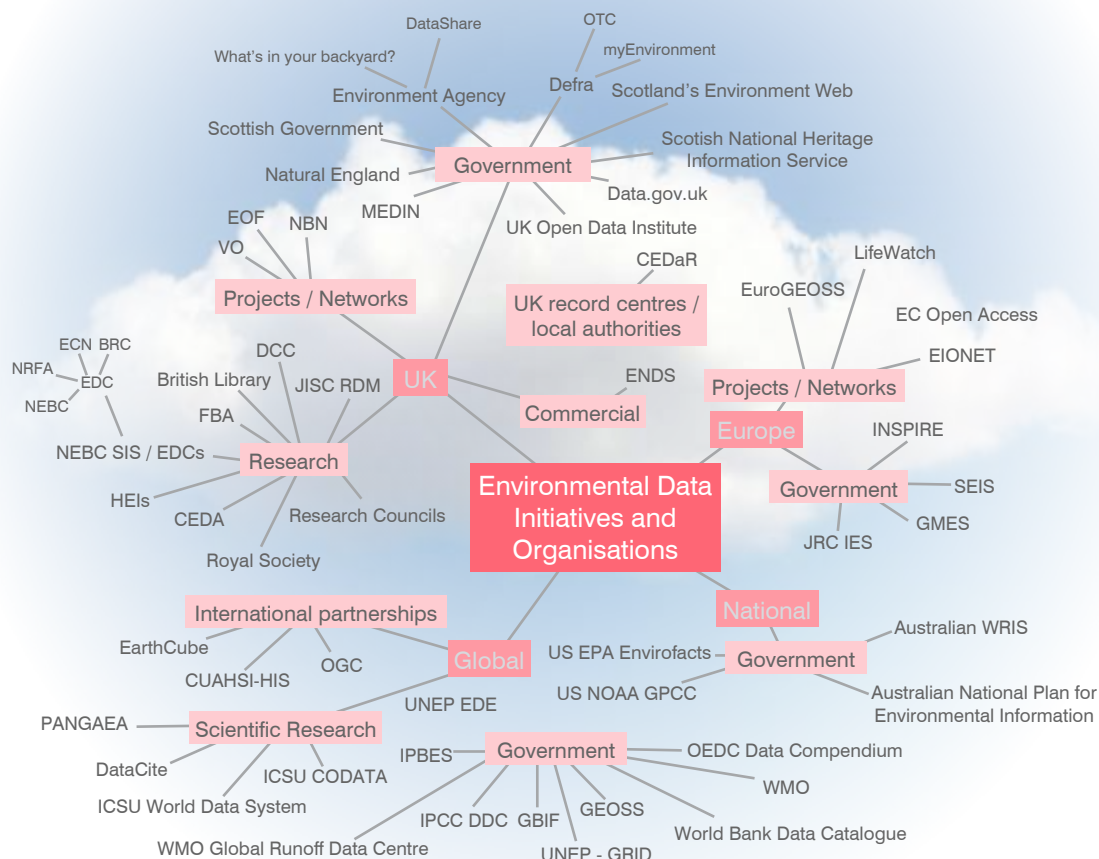 DataShare
OTC
What's in your backyard?
myEnvironment
Environment Agency
Defra
Scotland's Environment Web
Scottish Government
Scotish National Heritage
Information Service
Government
Natural England
Data.gov.uk
MEDIN
UK Open Data Institute
EOF
NBN
VO
CEDaR
LifeWatch
Projects / Networks
UK record centres /
local authorities
EuroGEOSS
EC Open Access
EIONET
ECN
BRC
DCC
NRFA
EDC
British Library
JISC RDM
UK
ENDS
Projects / Networks
NEBC
FBA
Commercial
Europe
INSPIRE
NEBC SIS / EDCs
Research
Government
SEIS
HEIs
CEDA
Research Councils
GMES
JRC IES
Royal Society
Environmental Data
Initiatives and
Organisations
International partnerships
National
EarthCube
OGC
CUAHSI-HIS
Global
US EPA Envirofacts
Government
Australian WRIS
US NOAA GPCC
Australian National Plan for
Environmental Information
UNEP EDE
PANGAEA
Scientific Research
DataCite
ICSU CODATA
ICSU World Data System
IPBES
Government
OEDC Data Compendium
WMO
IPCC DDC
GBIF
GEOSS
World Bank Data Catalogue
WMO Global Runoff Data Centre
UNEP - GRID